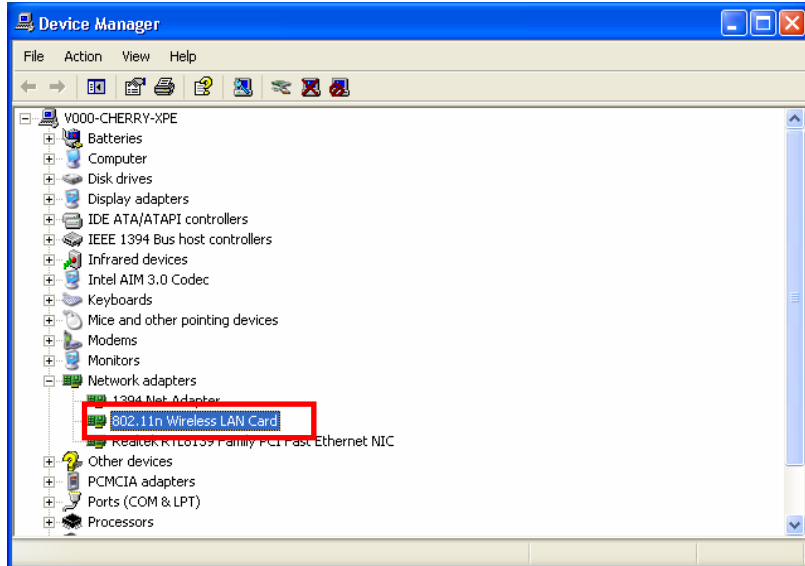 Device Manager
File Action View Help
V000-CHERRY-XPE
Batteries
Computer
Disk drives
Display adapters
IDE ATA/ATAPI controllers
IEEE 1394 Bus host controllers
Infrared devices
Intel AIM 3.0 Codec
Keyboards
Mice and other pointing devices
Modems
Monitors
Network adapters
1394 Net Adapter
802.11n Wireless LAN Card
Realtek RTL8139 Family PCI Fast Ethernet NIC
Other devices
PCMCIA adapters
Ports (COM & LPT)
Processors